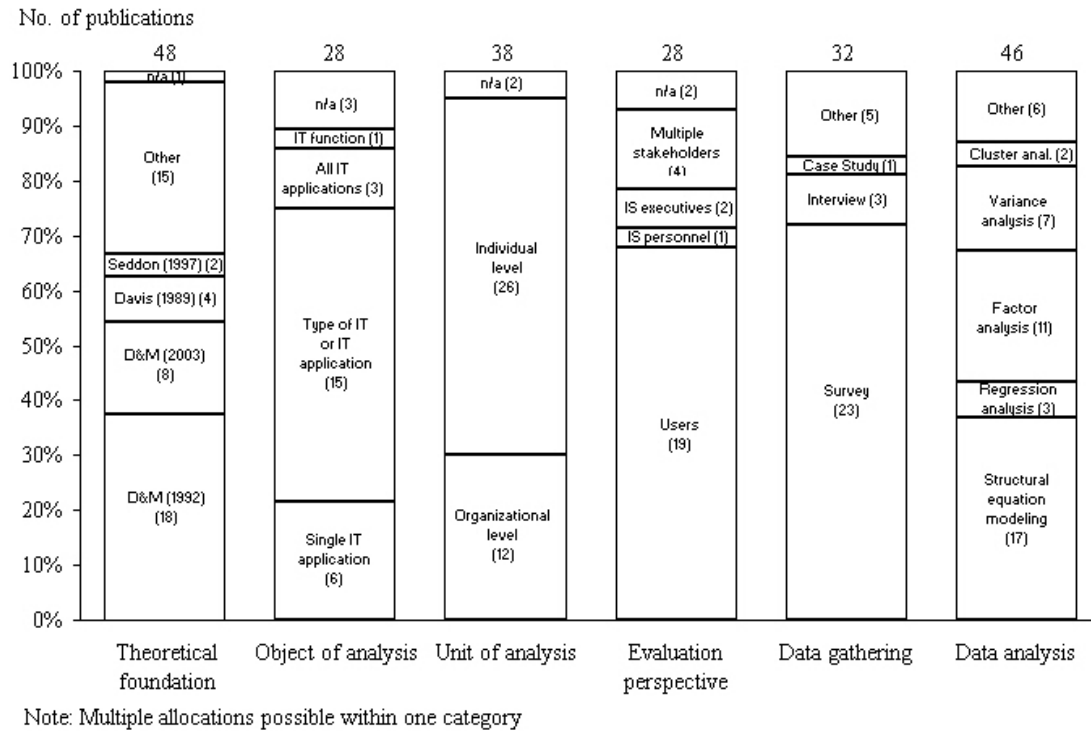 No. of publications
48
28
38
28
32
46
100%
90%
80%
70%
60%
50%
40%
30%
20%
10%
0%
n/a (1)
Other
(15)
Seddon (1997) (2)
Davis (1989) (4)
D&M (2003)
(8)
D&M (1992)
(18)
n/a (3)
IT function (1)
All IT
applications (3)
Type of IT
or IT
application
(15)
Single IT
application
(6)
n/a (2)
Individual
level
(26)
Organizational
level
(12)
n/a (2)
Multiple
stakeholders
(4)
IS executives (2)
IS personnel (1)
Users
(19)
Other (5)
Case Study (1)
Interview (3)
Survey
(23)
Other (6)
Cluster anal. (2)
Variance
analysis (7)
Factor
analysis (11)
Regression
analysis (3)
Structural
equation
modeling
(17)
Theoretical
foundation
Object of analysis
Unit of analysis
Evaluation
perspective
Data gathering
Data analysis
Note: Multiple allocations possible within one category